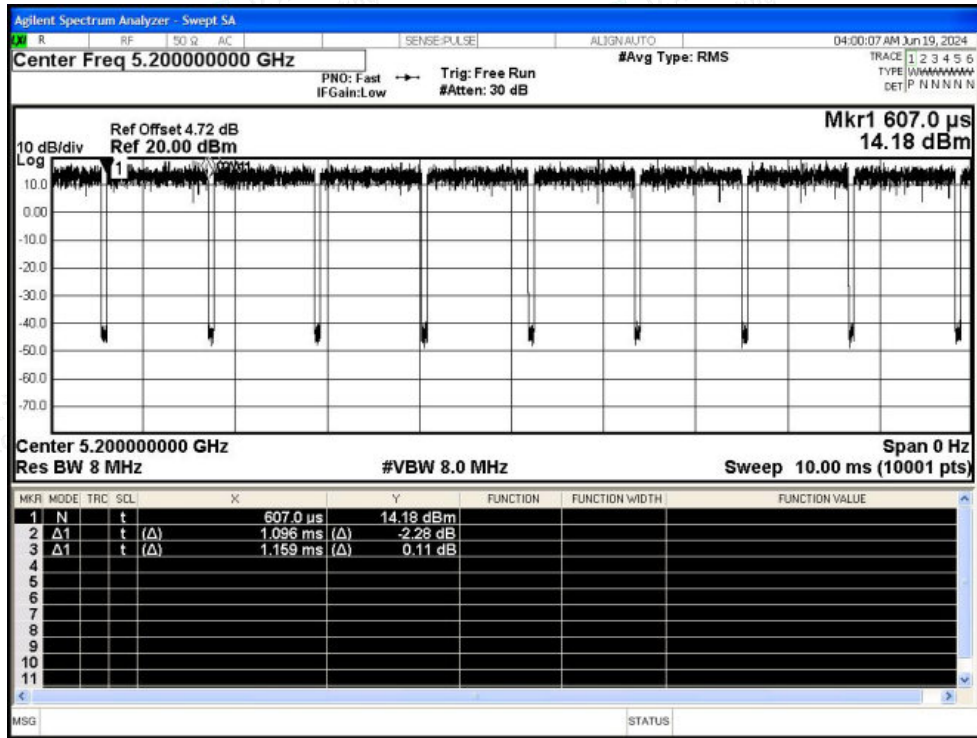 Agilent Spectrum Analyzer - Swept SA
R RF 50 Ω AC SENSE:PULSE ALIGNAUTO 04:00:07 AM Jun 19, 2024
Center Freq 5.200000000 GHz #Avg Type: RMS TRACE 1 2 3 4 5 6
PNO: Fast Trig: Free Run TYPE
IFGain:Low #Atten: 30 dB DET P N N N N N
Mkr1 607.0 µs
Ref Offset 4.72 dB
10 dB/div Ref 20.00 dBm 14.18 dBm
Log
1
10.0
0.00
-10.0
-20.0
-30.0
-40.0
-50.0
-60.0
-70.0
Center 5.200000000 GHz Span 0 Hz
Res BW 8 MHz #VBW 8.0 MHz Sweep 10.00 ms (10001 pts)
MKR MODE TRC SCL X Y FUNCTION FUNCTION WIDTH FUNCTION VALUE
1 N t 607.0 µs 14.18 dBm
2 Δ1 t (Δ) 1.096 ms (Δ) -2.28 dB
3 Δ1 t (Δ) 1.159 ms (Δ) 0.11 dB
4
5
6
7
8
9
10
11
MSG STATUS